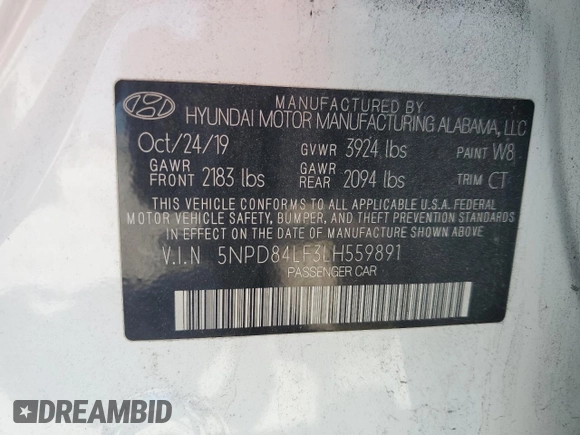 MANUFACTURED BY
HYUNDAI MOTOR MANUFACTURING ALABAMA, LLC
Oct/24/19 GVWR 3924 lbs PAINT W8
GAWR FRONT 2183 lbs GAWR REAR 2094 lbs TRIM CT
THIS VEHICLE CONFORMS TO ALL APPLICABLE U.S.A. FEDERAL
MOTOR VEHICLE SAFETY, BUMPER, AND THEFT PREVENTION STANDARDS
IN EFFECT ON THE DATE OF MANUFACTURE SHOWN ABOVE.
V.I.N 5NPD84LF3LH559891
PASSENGER CAR
DREAMBID